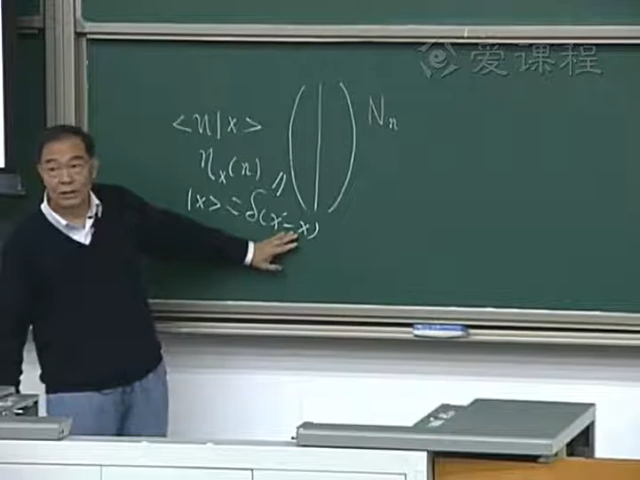 爱课程
<n|x> ( | ) Nₙ
ηₓ(n) 〃
|x> = δ(x'-x)